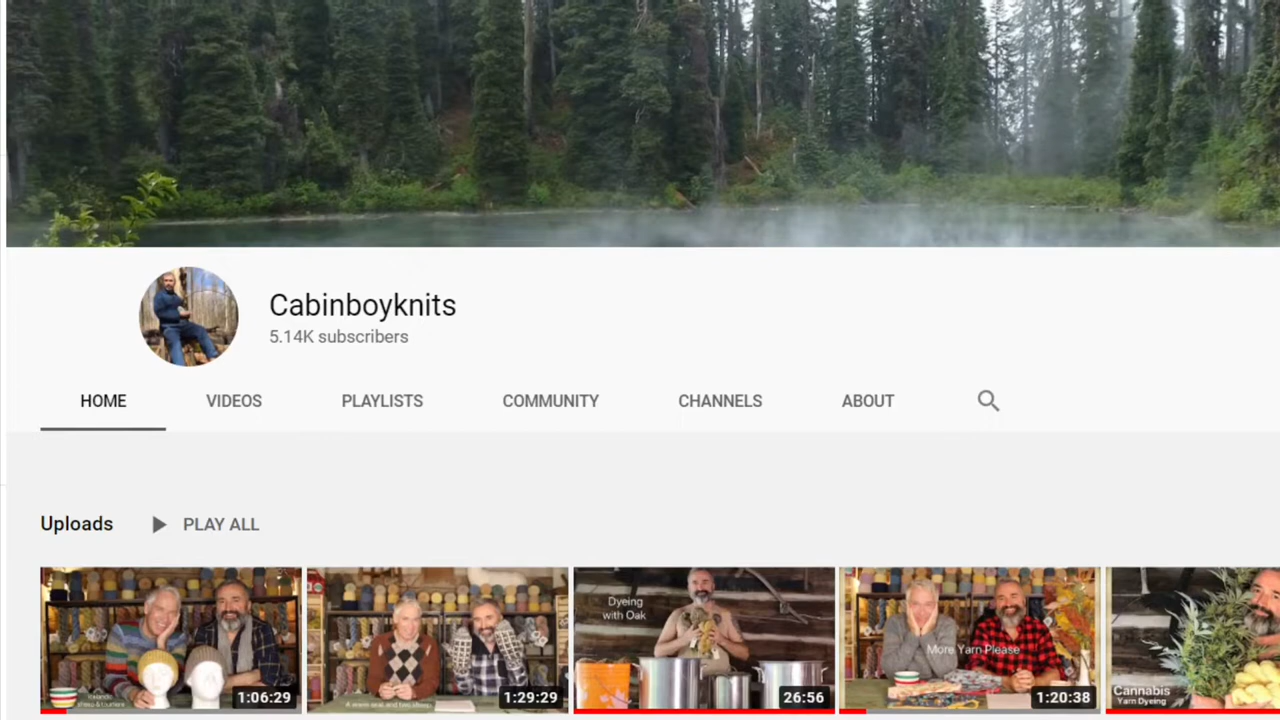 Cabinboyknits
5.14K subscribers
HOME VIDEOS PLAYLISTS COMMUNITY CHANNELS ABOUT
Uploads PLAY ALL
1:06:29
1:29:29
Dyeing
with Oak
26:56
More Yarn Please
1:20:38
Cannabis
Yarn Dyeing